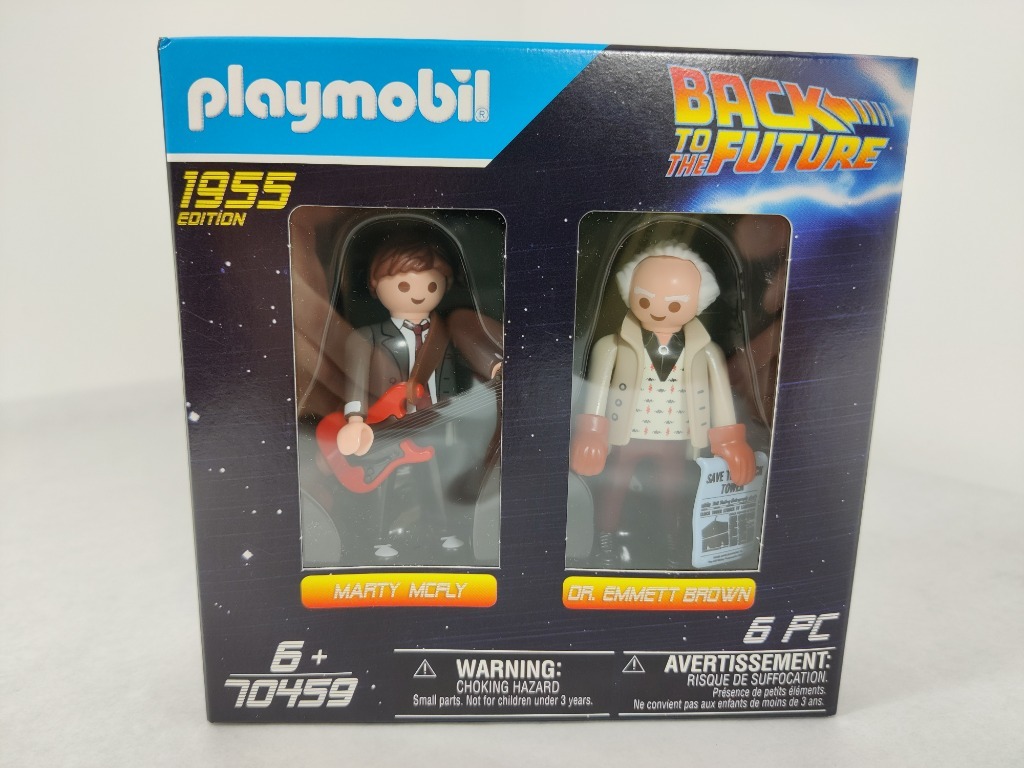 playmobil®
BACK
TO
THE FUTURE
1955
EDITION
SAVE
TOWER
MARTY MCFLY
DR. EMMETT BROWN
6 PC
6+
70459
WARNING:
CHOKING HAZARD
Small parts. Not for children under 3 years.
AVERTISSEMENT:
RISQUE DE SUFFOCATION.
Présence de petits éléments.
Ne convient pas aux enfants de moins de 3 ans.